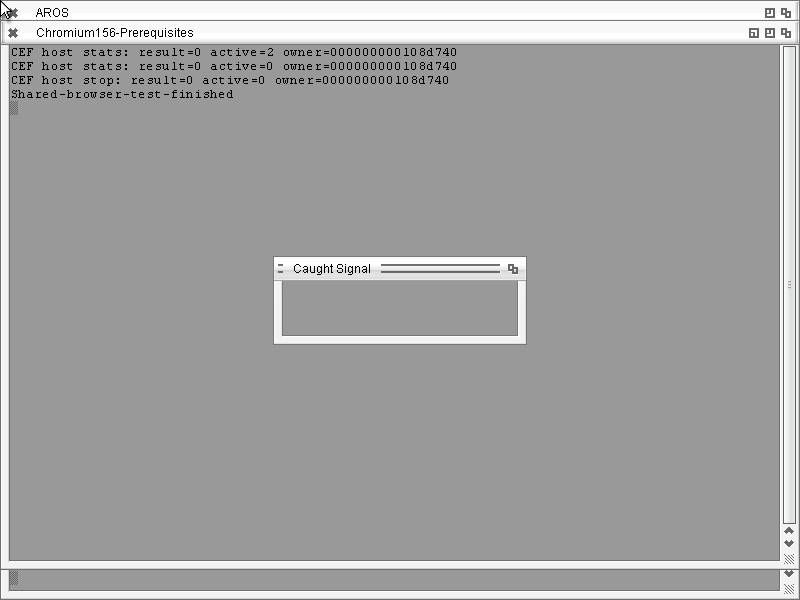 AROS
Chromium156-Prerequisites
CEF host stats: result=0 active=2 owner=000000000108d740
CEF host stats: result=0 active=0 owner=000000000108d740
CEF host stop: result=0 active=0 owner=000000000108d740
Shared-browser-test-finished
Caught Signal